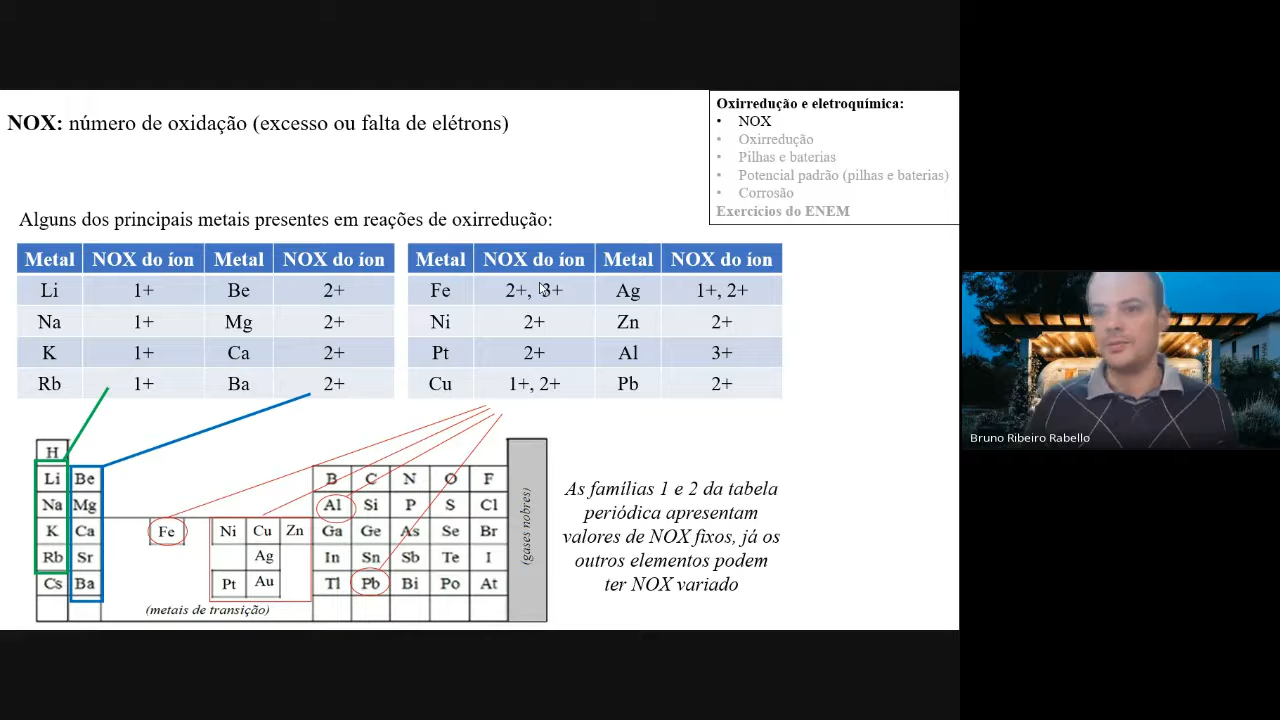 NOX: número de oxidação (excesso ou falta de elétrons)
Oxirredução e eletroquímica:
• NOX
• Oxirredução
• Pilhas e baterias
• Potencial padrão (pilhas e baterias)
• Corrosão
Exercícios do ENEM
Alguns dos principais metais presentes em reações de oxirredução:
Metal NOX do íon Metal NOX do íon Metal NOX do íon Metal NOX do íon
Li 1+ Be 2+ Fe 2+, 3+ Ag 1+, 2+
Na 1+ Mg 2+ Ni 2+ Zn 2+
K 1+ Ca 2+ Pt 2+ Al 3+
Rb 1+ Ba 2+ Cu 1+, 2+ Pb 2+
H
Li Be B C N O F
Na Mg Al Si P S Cl
K Ca Fe Ni Cu Zn Ga Ge As Se Br
Rb Sr Ag In Sn Sb Te I
Cs Ba Pt Au Tl Pb Bi Po At
(metais de transição)
(gases nobres)
As famílias 1 e 2 da tabela
periódica apresentam
valores de NOX fixos, já os
outros elementos podem
ter NOX variado
Bruno Ribeiro Rabello